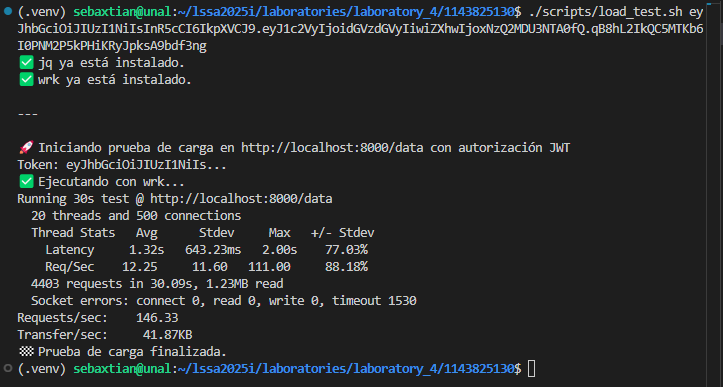 (.venv) sebaxtian@unal:~/lssa2025i/laboratories/laboratory_4/1143825130$ ./scripts/load_test.sh ey
JhbGciOiJIUzI1NiIsInR5cCI6IkpXVCJ9.eyJ1c2VyIjoidGVzdGVyIiwiZXhwIjoxNzQ2MDU3NTA0fQ.qB8hL2IkQC5MTKb6
I0PNM2P5kPHiKRyJpksA9bdf3ng
✅ jq ya está instalado.
✅ wrk ya está instalado.
---
🚀 Iniciando prueba de carga en http://localhost:8000/data con autorización JWT
Token: eyJhbGciOiJIUzI1NiIs...
✅ Ejecutando con wrk...
Running 30s test @ http://localhost:8000/data
20 threads and 500 connections
Thread Stats Avg Stdev Max +/- Stdev
Latency 1.32s 643.23ms 2.00s 77.03%
Req/Sec 12.25 11.60 111.00 88.18%
4403 requests in 30.09s, 1.23MB read
Socket errors: connect 0, read 0, write 0, timeout 1530
Requests/sec: 146.33
Transfer/sec: 41.87KB
🏁 Prueba de carga finalizada.
(.venv) sebaxtian@unal:~/lssa2025i/laboratories/laboratory_4/1143825130$